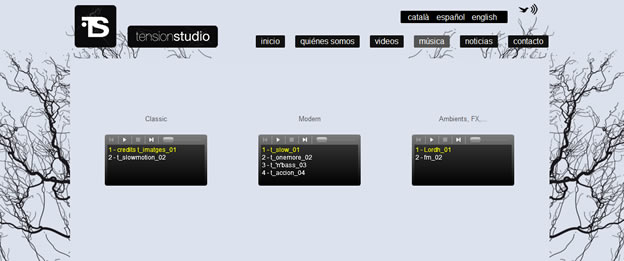 TS
tensionstudio
català español english
inicio quiénes somos videos música noticias contacto
Classic
1 - credits t_imatges_01
2 - t_slowmotion_02
Modern
1 - t_slow_01
2 - t_onemore_02
3 - t_'n'bass_03
4 - t_accion_04
Ambients, FX,...
1 - Lordh_01
2 - fm_02